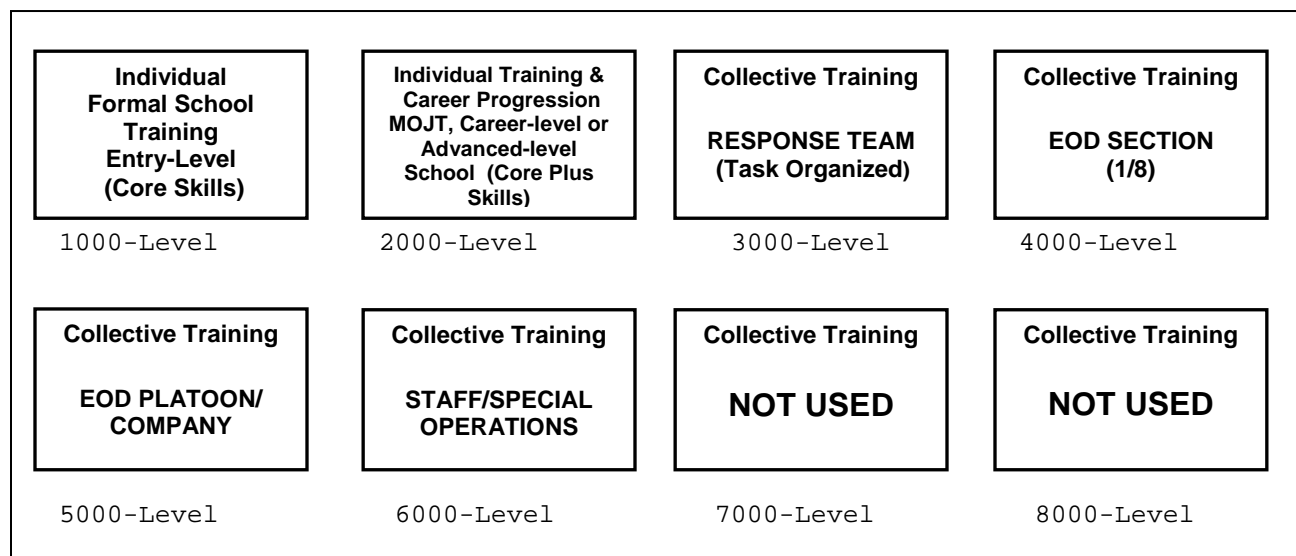 Individual
Formal School
Training
Entry-Level
(Core Skills)
1000-Level
Individual Training &
Career Progression
MOJT, Career-level or
Advanced-level
School (Core Plus
Skills)
2000-Level
Collective Training
RESPONSE TEAM
(Task Organized)
3000-Level
Collective Training
EOD SECTION
(1/8)
4000-Level
Collective Training
EOD PLATOON/
COMPANY
5000-Level
Collective Training
STAFF/SPECIAL
OPERATIONS
6000-Level
Collective Training
NOT USED
7000-Level
Collective Training
NOT USED
8000-Level